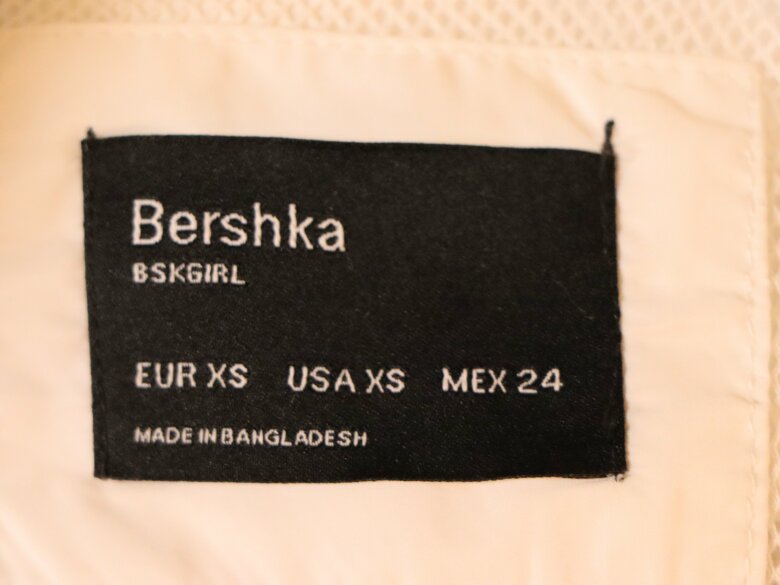 Bershka
BSKGIRL
EUR XS USA XS MEX 24
MADE IN BANGLADESH